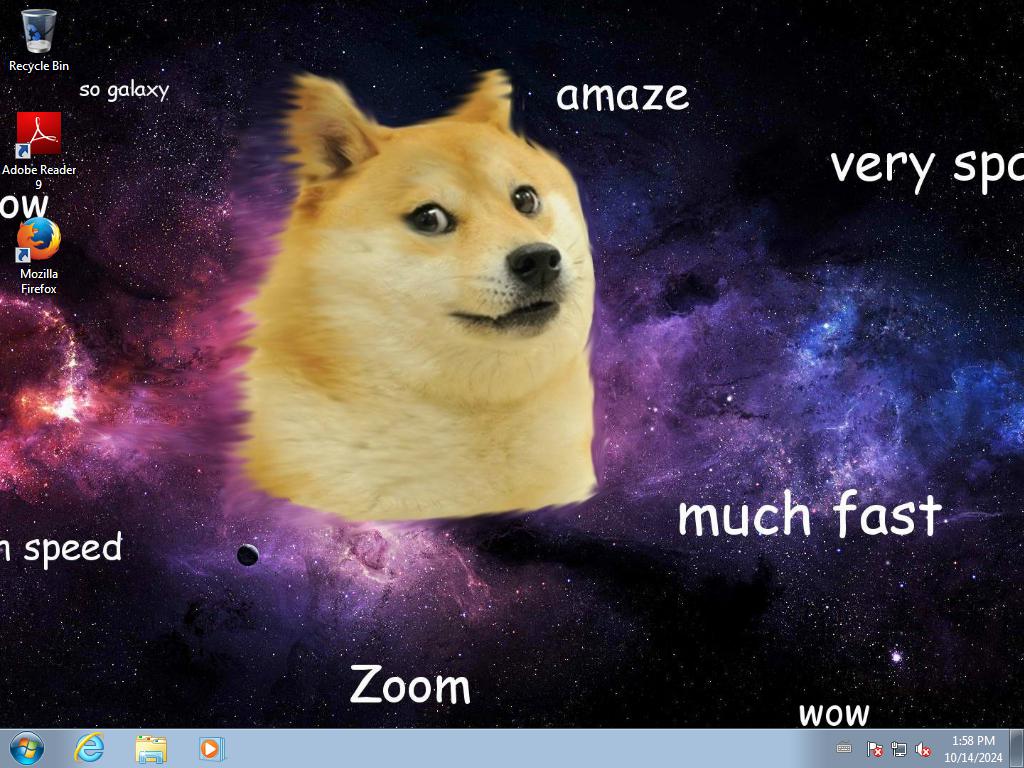 Recycle Bin
so galaxy
amaze
very spa
Adobe Reader
9
ow
Mozilla
Firefox
much fast
speed
Zoom
wow
1:58 PM
10/14/2024